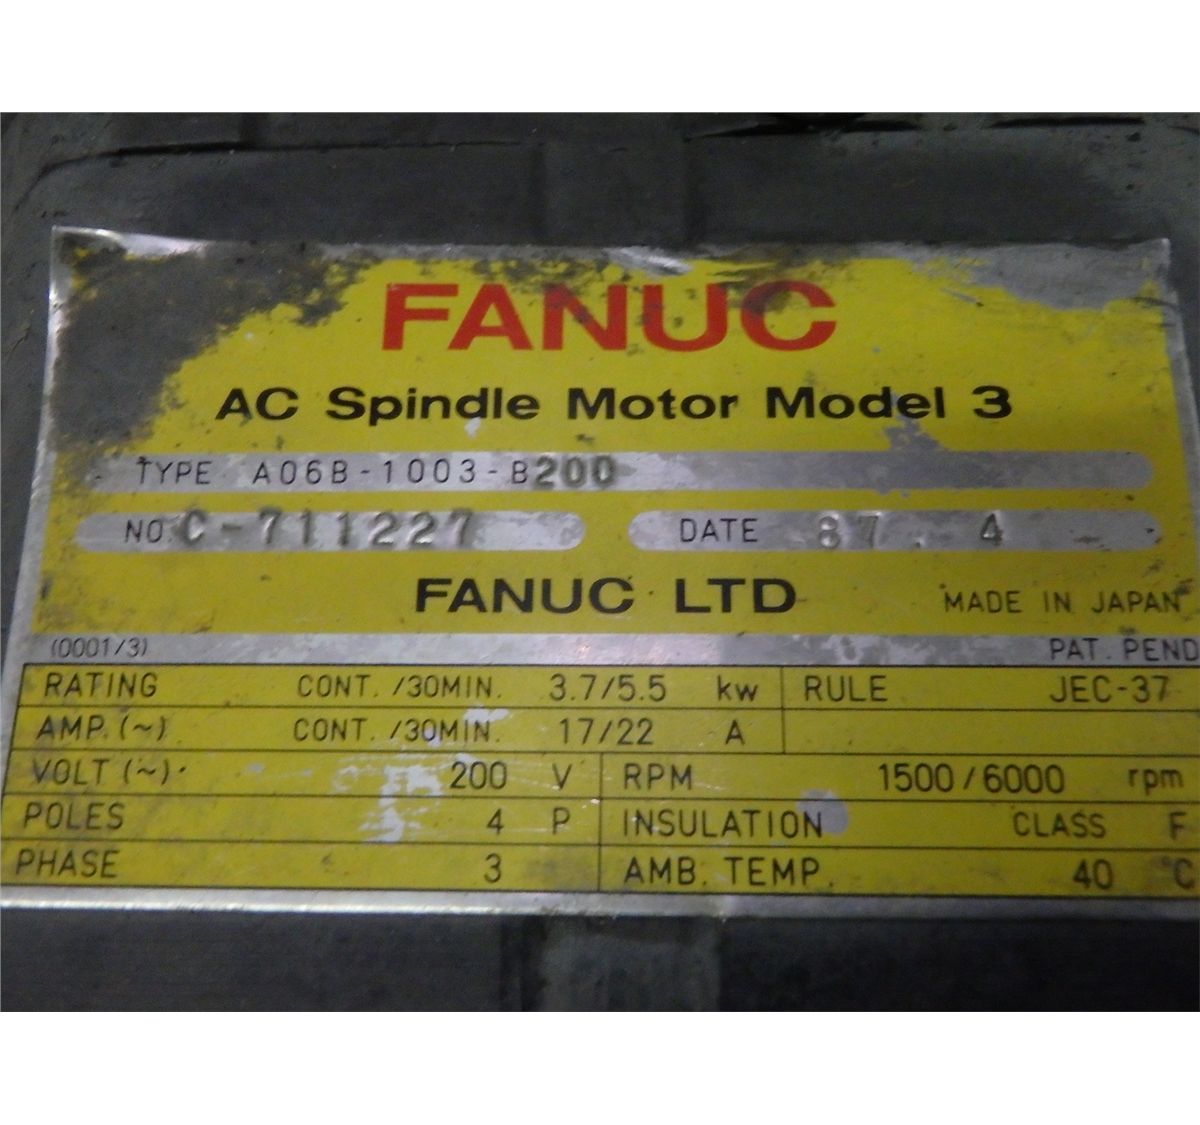 FANUC
AC Spindle Motor Model 3
TYPE A06B-1003-B200
NO. C-711227 DATE 87.4
FANUC LTD MADE IN JAPAN
(0001/3) PAT. PEND
RATING CONT./30MIN. 3.7/5.5 kw RULE JEC-37
AMP.(~) CONT./30MIN. 17/22 A
VOLT(~) 200 V RPM 1500/6000 rpm
POLES 4 P INSULATION CLASS F
PHASE 3 AMB. TEMP. 40 C